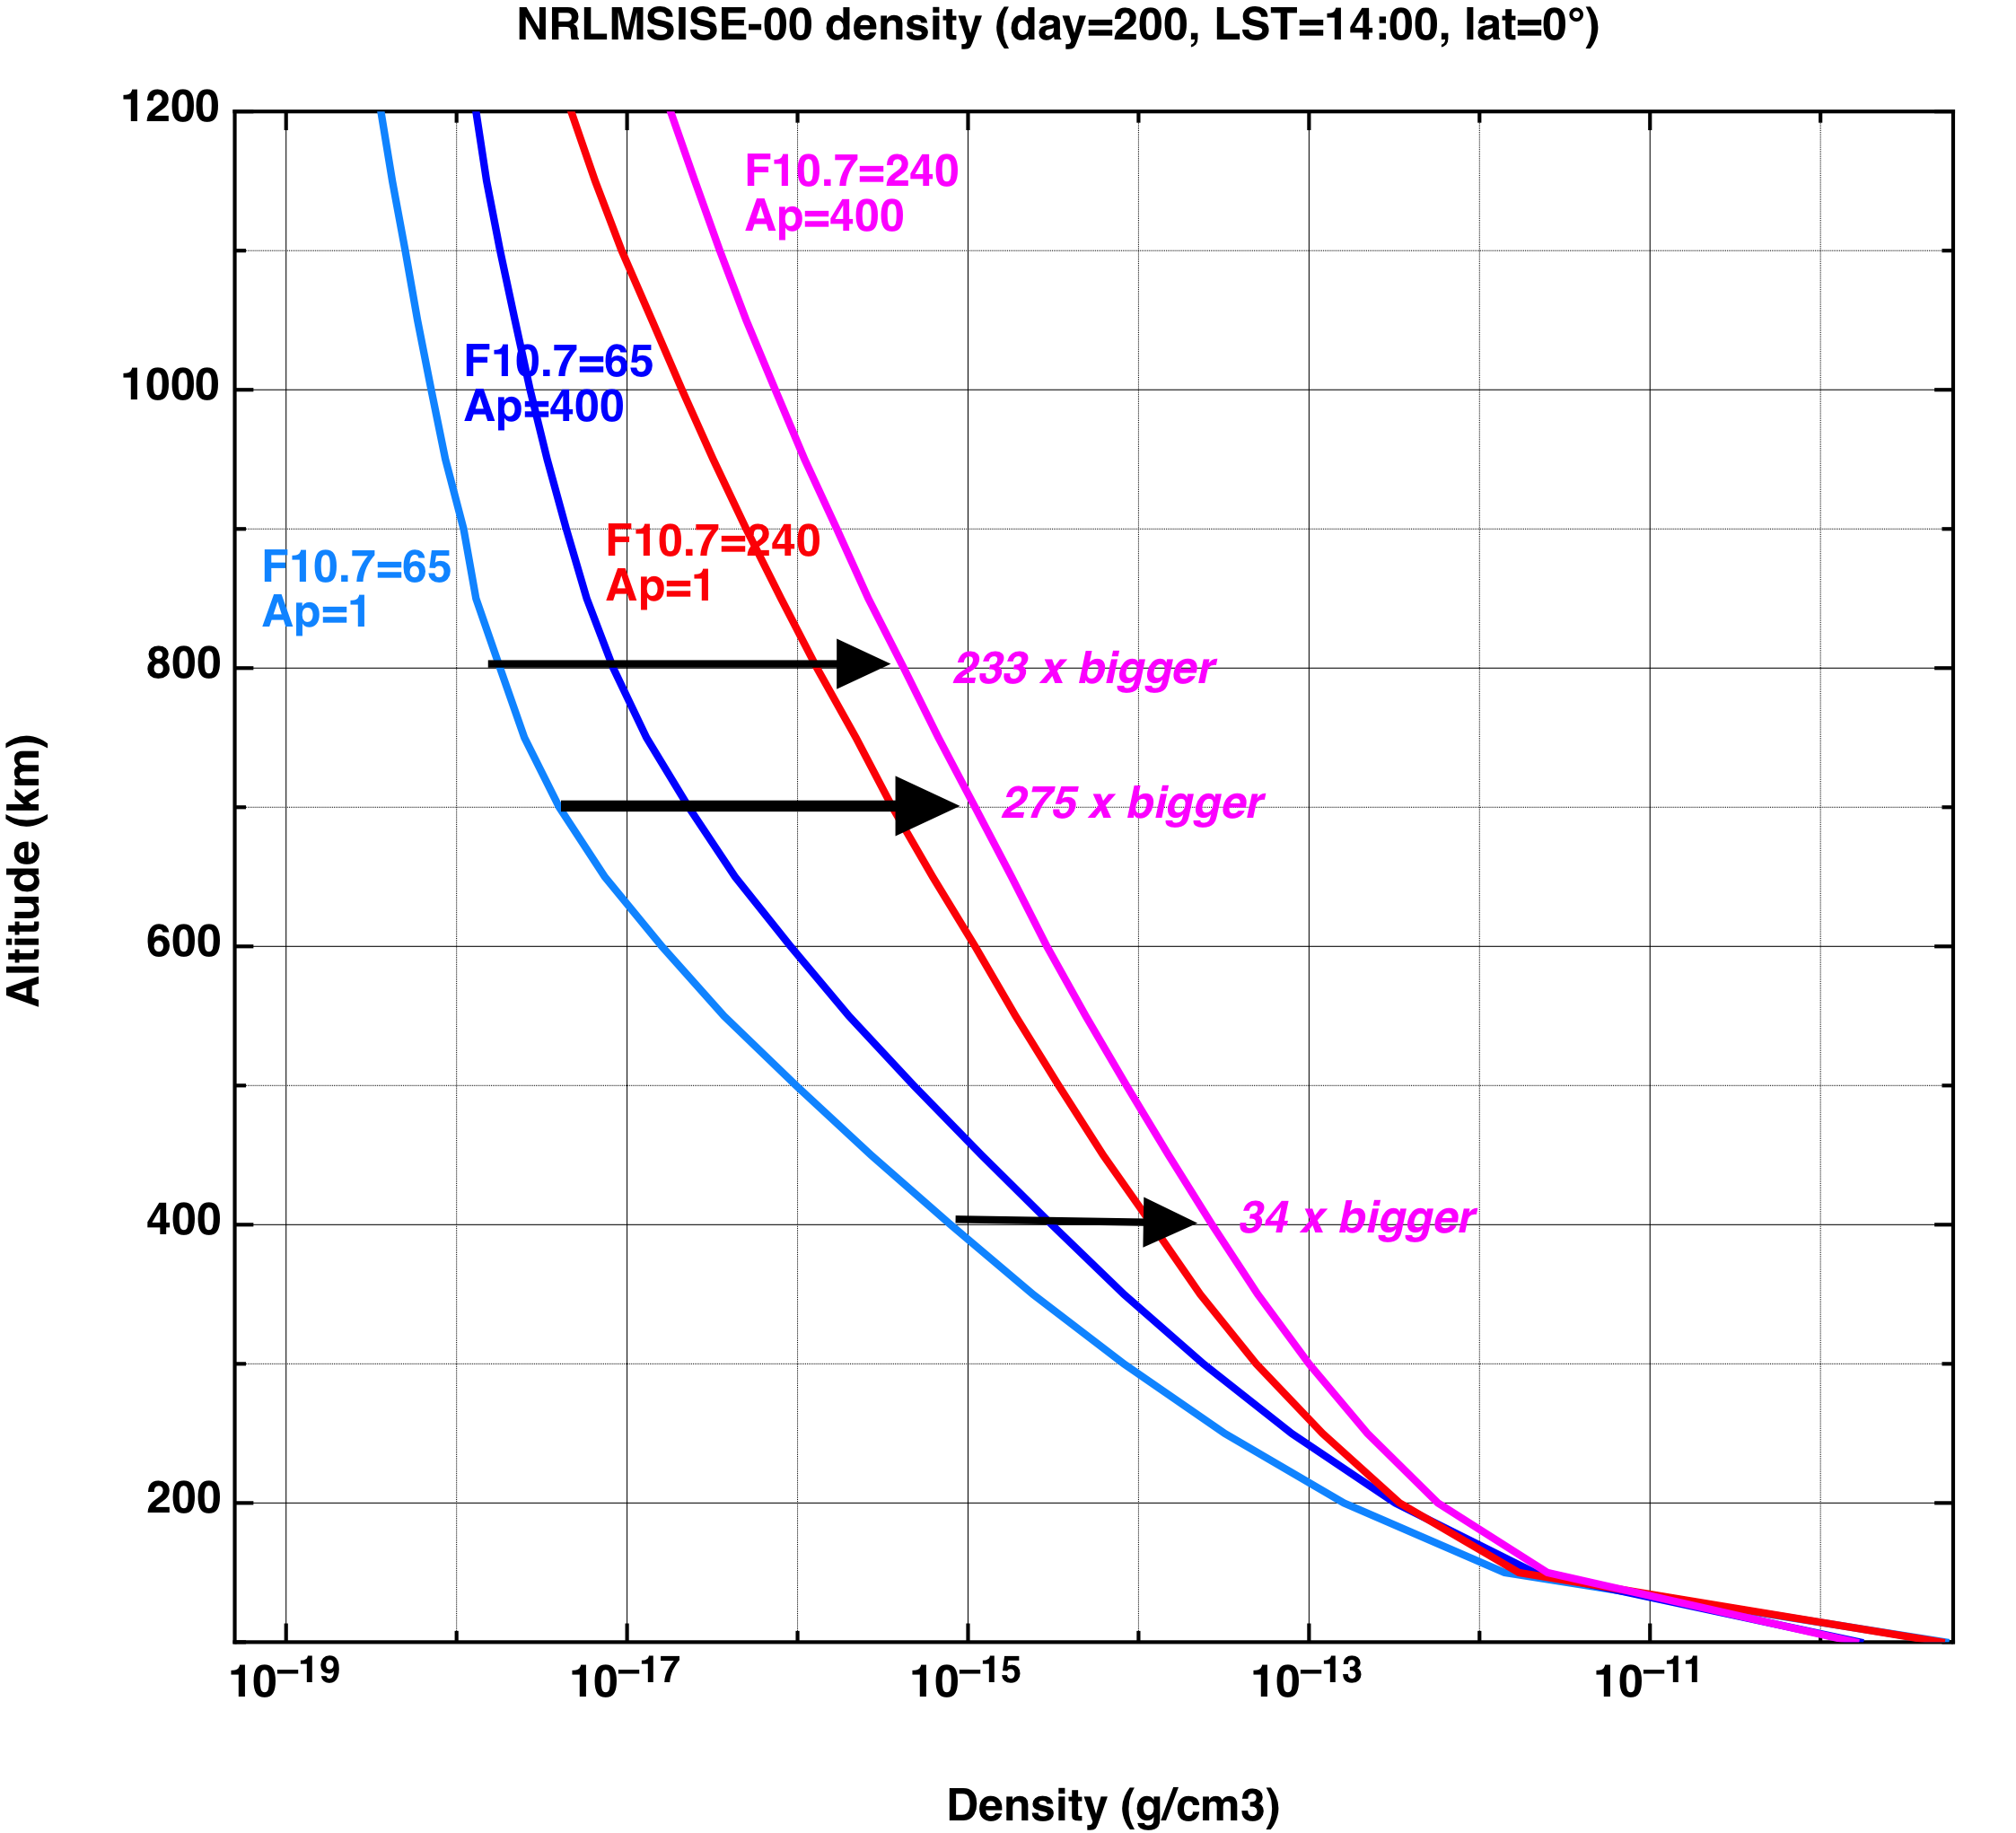 NRLMSISE-00 density (day=200, LST=14:00, lat=0°)
1200
F10.7=240
Ap=400
F10.7=65
1000
Ap=400
F10.7=240
F10.7=65
Ap=1
Ap=1
800
233 x bigger
275 x bigger
Altitude (km)
600
400
34 x bigger
200
10−19
10−17
10−15
10−13
10−11
Density (g/cm3)